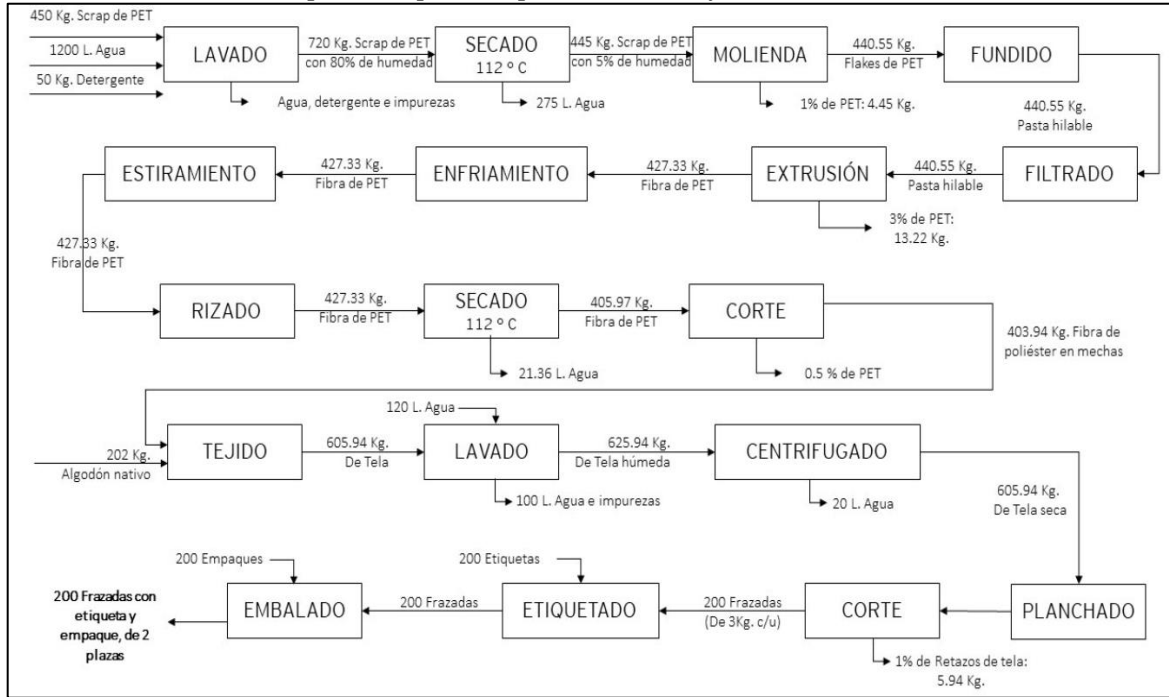 450 Kg. Scrap de PET
1200 L. Agua
50 Kg. Detergente
LAVADO
720 Kg. Scrap de PET
con 80% de humedad
Agua, detergente e impurezas
SECADO
112 º C
445 Kg. Scrap de PET
con 5% de humedad
275 L. Agua
MOLIENDA
440.55 Kg.
Flakes de PET
1% de PET: 4.45 Kg.
FUNDIDO
440.55 Kg.
Pasta hilable
FILTRADO
440.55 Kg.
Pasta hilable
EXTRUSIÓN
3% de PET:
13.22 Kg.
427.33 Kg.
Fibra de PET
ENFRIAMIENTO
427.33 Kg.
Fibra de PET
ESTIRAMIENTO
427.33 Kg.
Fibra de PET
RIZADO
427.33 Kg.
Fibra de PET
SECADO
112 º C
21.36 L. Agua
405.97 Kg.
Fibra de PET
CORTE
0.5 % de PET
403.94 Kg. Fibra de
poliéster en mechas
202 Kg.
Algodón nativo
TEJIDO
605.94 Kg.
De Tela
120 L. Agua
LAVADO
100 L. Agua e impurezas
625.94 Kg.
De Tela húmeda
CENTRIFUGADO
20 L. Agua
605.94 Kg.
De Tela seca
PLANCHADO
CORTE
1% de Retazos de tela:
5.94 Kg.
200 Frazadas
(De 3Kg. c/u)
200 Etiquetas
ETIQUETADO
200 Frazadas
200 Empaques
EMBALADO
200 Frazadas con
etiqueta y
empaque, de 2
plazas